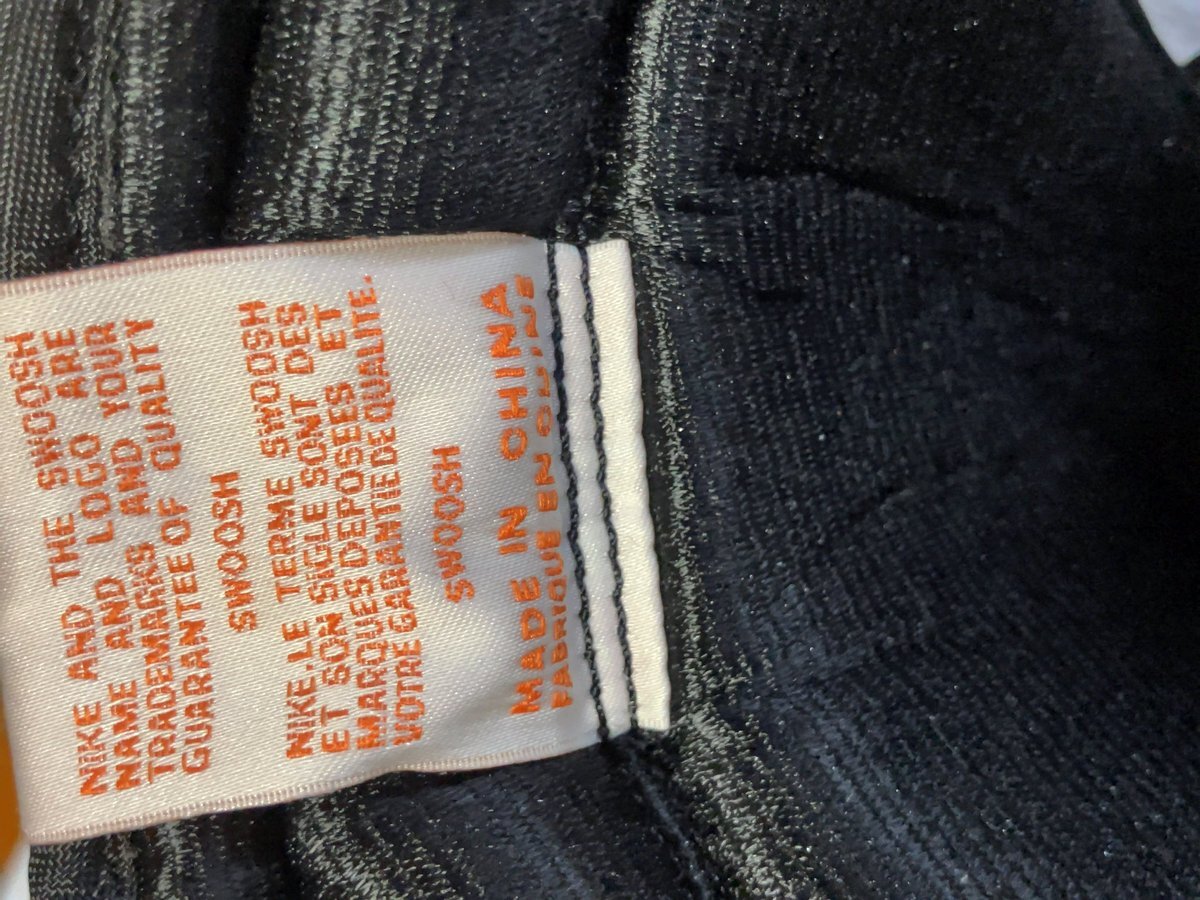 NIKE AND THE SWOOSH
NAME AND LOGO ARE
TRADEMARKS AND YOUR
GUARANTEE OF QUALITY
SWOOSH
NIKE.LE TERME SWOOSH
ET SON SIGLE SONT DES
MARQUES DEPOSEES ET
VOTRE GARANTIE DE QUALITE.
SWOOSH
MADE IN CHINA
FABRIQUE EN CHINE